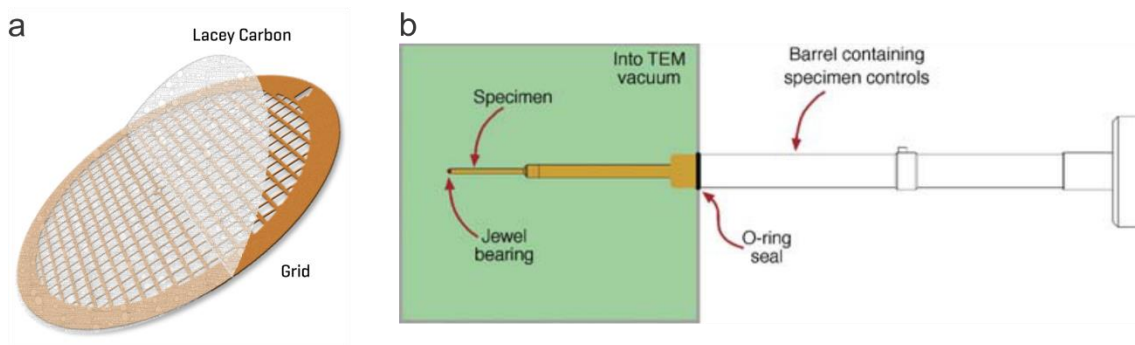 a
Lacey Carbon
Grid
b
Into TEM
vacuum
Specimen
Jewel
bearing
Barrel containing
specimen controls
O-ring
seal